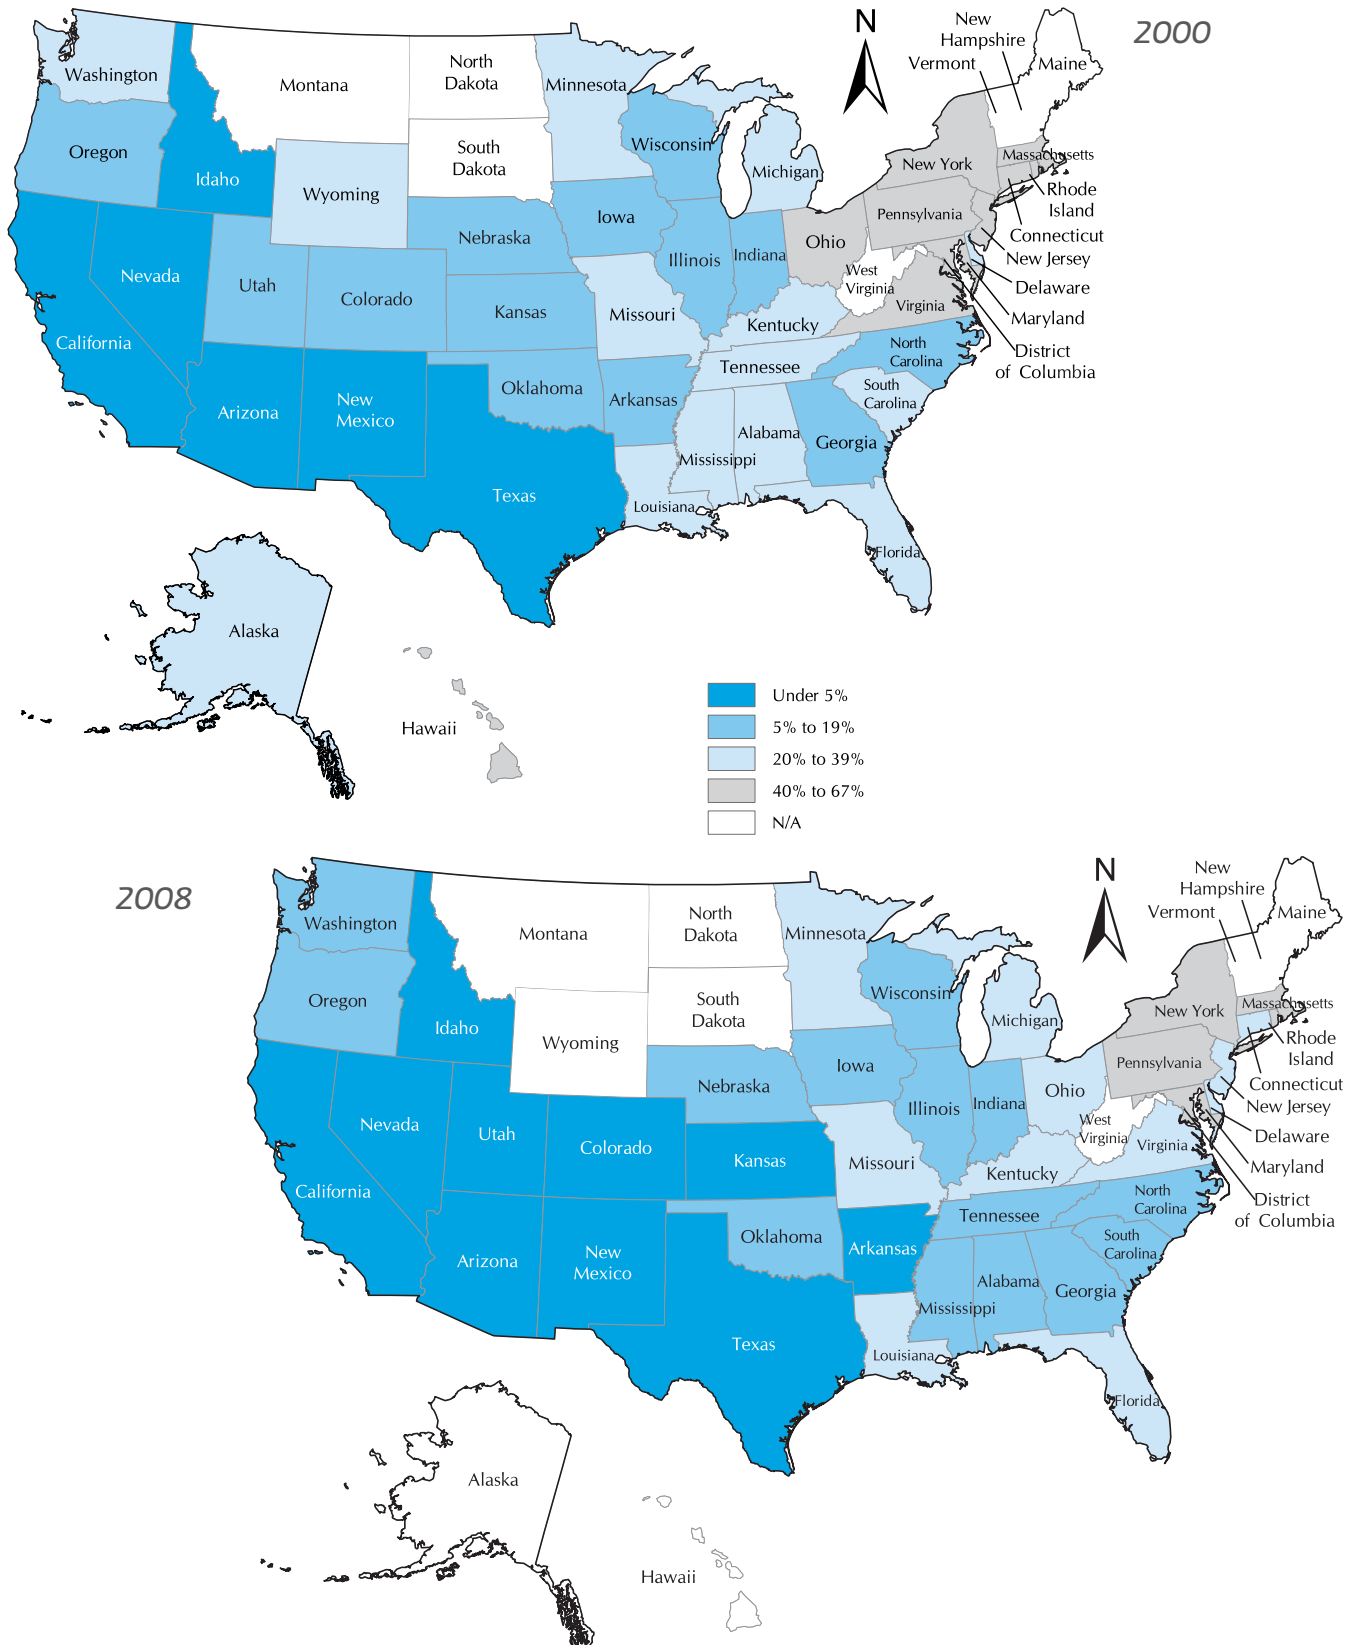 2000
N
New
Hampshire
Vermont
Maine
Washington
Montana
North
Dakota
Minnesota
Oregon
Idaho
Wyoming
South
Dakota
Wisconsin
Michigan
New York
Massachusetts
Rhode
Island
Connecticut
New Jersey
Delaware
Maryland
District
of Columbia
Pennsylvania
Ohio
West
Virginia
Virginia
Nevada
Utah
Colorado
Nebraska
Iowa
Illinois
Indiana
Kansas
Missouri
Kentucky
California
Arizona
New
Mexico
Oklahoma
Arkansas
Tennessee
North
Carolina
South
Carolina
Texas
Louisiana
Mississippi
Alabama
Georgia
Florida
Alaska
Hawaii
Under 5%
5% to 19%
20% to 39%
40% to 67%
N/A
2008
N
New
Hampshire
Vermont
Maine
Washington
Montana
North
Dakota
Minnesota
Oregon
Idaho
Wyoming
South
Dakota
Wisconsin
Michigan
New York
Massachusetts
Rhode
Island
Connecticut
New Jersey
Delaware
Maryland
District
of Columbia
Pennsylvania
Ohio
West
Virginia
Virginia
Nevada
Utah
Colorado
Nebraska
Iowa
Illinois
Indiana
Kansas
Missouri
Kentucky
California
Arizona
New
Mexico
Oklahoma
Arkansas
Tennessee
North
Carolina
South
Carolina
Texas
Louisiana
Mississippi
Alabama
Georgia
Florida
Alaska
Hawaii